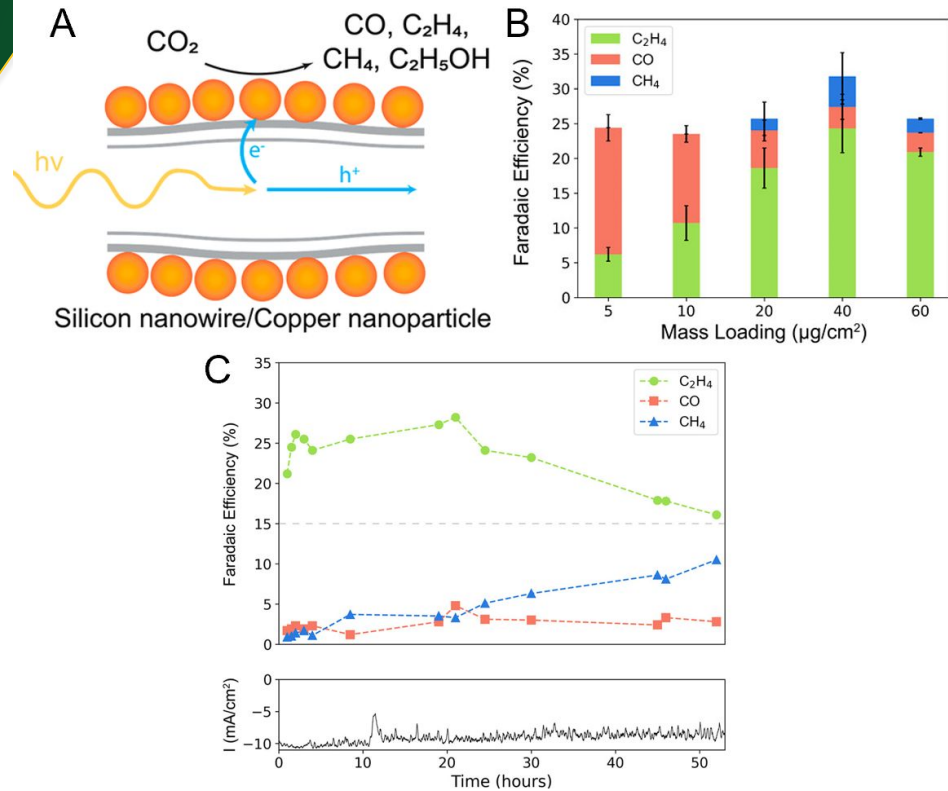 A
CO₂
CO, C₂H₄,
CH₄, C₂H₅OH
hv
e⁻
h⁺
Silicon nanowire/Copper nanoparticle
B
Faradaic Efficiency (%)
40
35
30
25
20
15
10
5
0
C₂H₄
CO
CH₄
5 10 20 40 60
Mass Loading (µg/cm²)
C
Faradaic Efficiency (%)
35
30
25
20
15
10
5
0
C₂H₄
CO
CH₄
I (mA/cm²)
0
−5
−10
0 10 20 30 40 50
Time (hours)